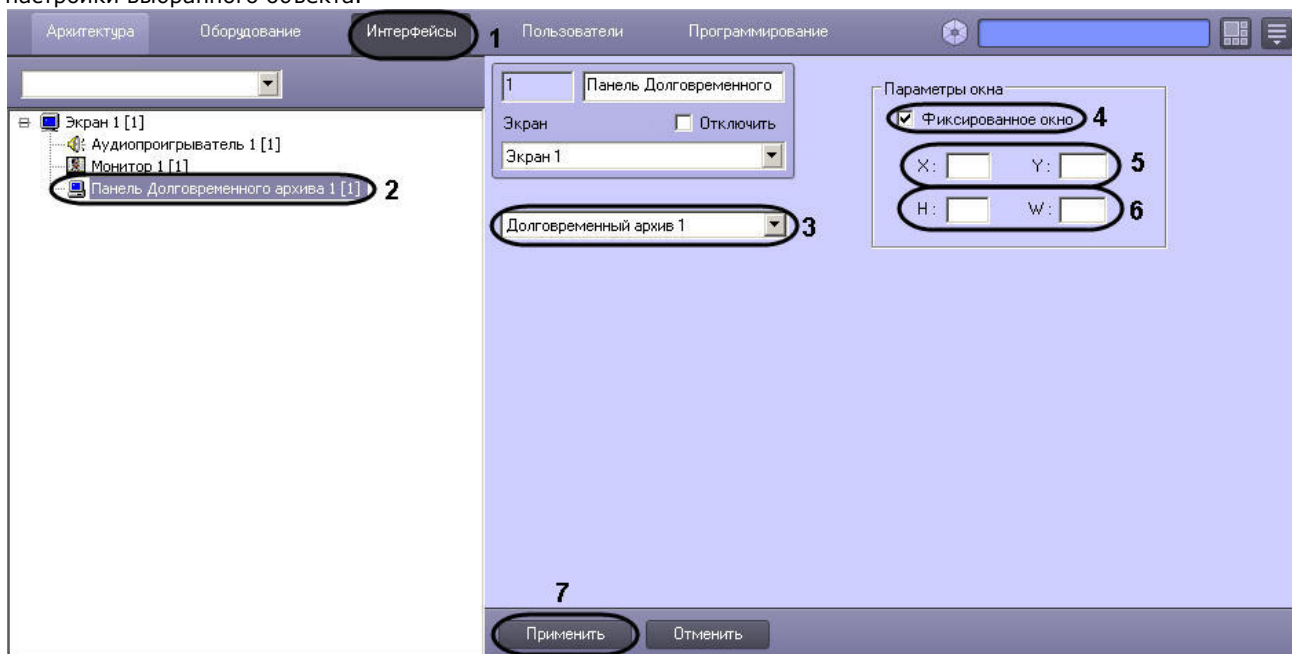 настройки выбранного объекта.
Архитектура Оборудование Интерфейсы 1 Пользователи Программирование
1 Панель Долговременного
Экран Отключить
Экран 1
Долговременный архив 1 3
Параметры окна
Фиксированное окно 4
X: Y: 5
H: W: 6
Экран 1 [1]
Аудиопроигрыватель 1 [1]
Монитор 1 [1]
Панель Долговременного архива 1 [1] 2
7
Применить Отменить